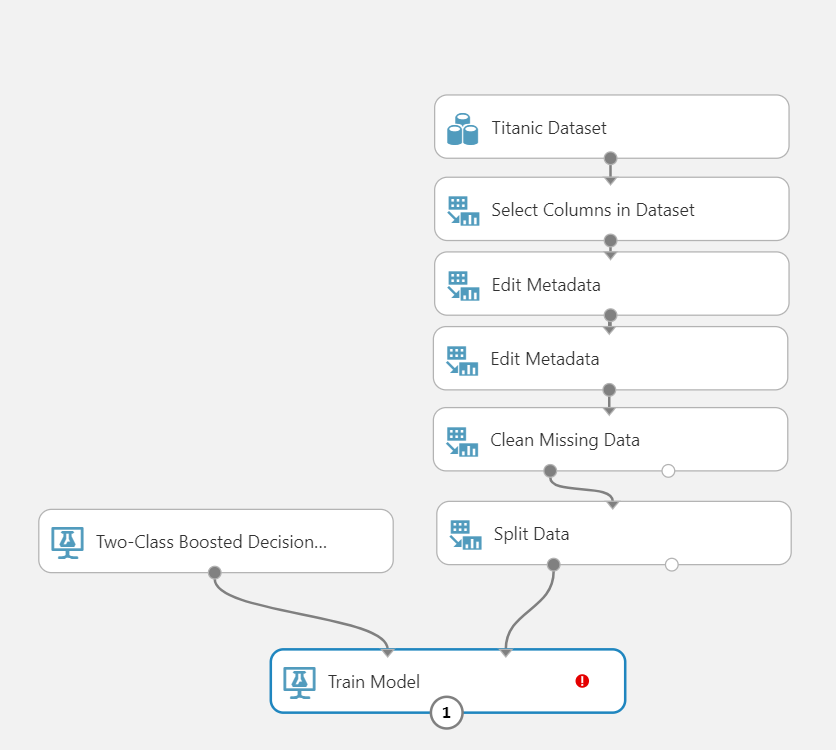 Titanic Dataset
Select Columns in Dataset
Edit Metadata
Edit Metadata
Clean Missing Data
Two-Class Boosted Decision...
Split Data
Train Model
1